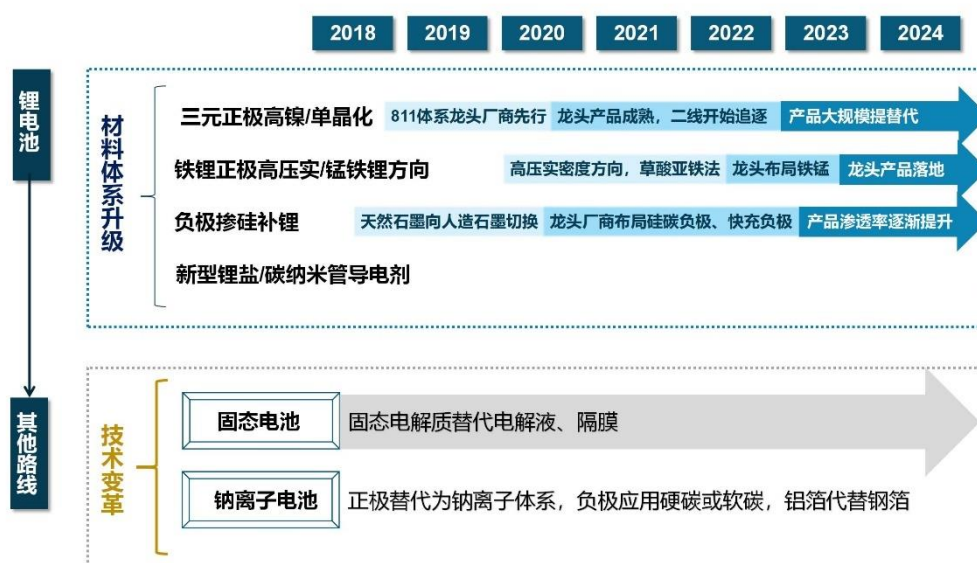 2018 2019 2020 2021 2022 2023 2024
锂电池
材料体系升级
三元正极高镍/单晶化 811体系龙头厂商先行 龙头产品成熟，二线开始追逐 产品大规模提替代
铁锂正极高压实/锰铁锂方向 高压实密度方向，草酸亚铁法 龙头布局铁锰 龙头产品落地
负极掺硅补锂 天然石墨向人造石墨切换 龙头厂商布局硅碳负极、快充负极 产品渗透率逐渐提升
新型锂盐/碳纳米管导电剂
其他路线
技术变革
固态电池 固态电解质替代电解液、隔膜
钠离子电池 正极替代为钠离子体系，负极应用硬碳或软碳，铝箔代替钢箔